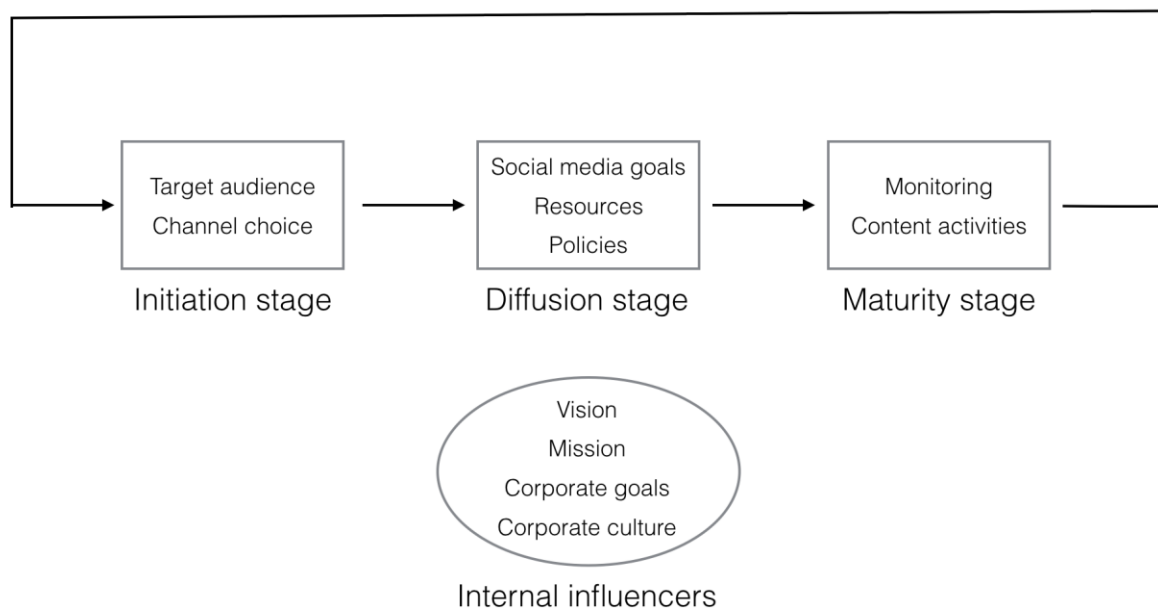 Target audience
Channel choice
Initiation stage
Social media goals
Resources
Policies
Diffusion stage
Monitoring
Content activities
Maturity stage
Vision
Mission
Corporate goals
Corporate culture
Internal influencers